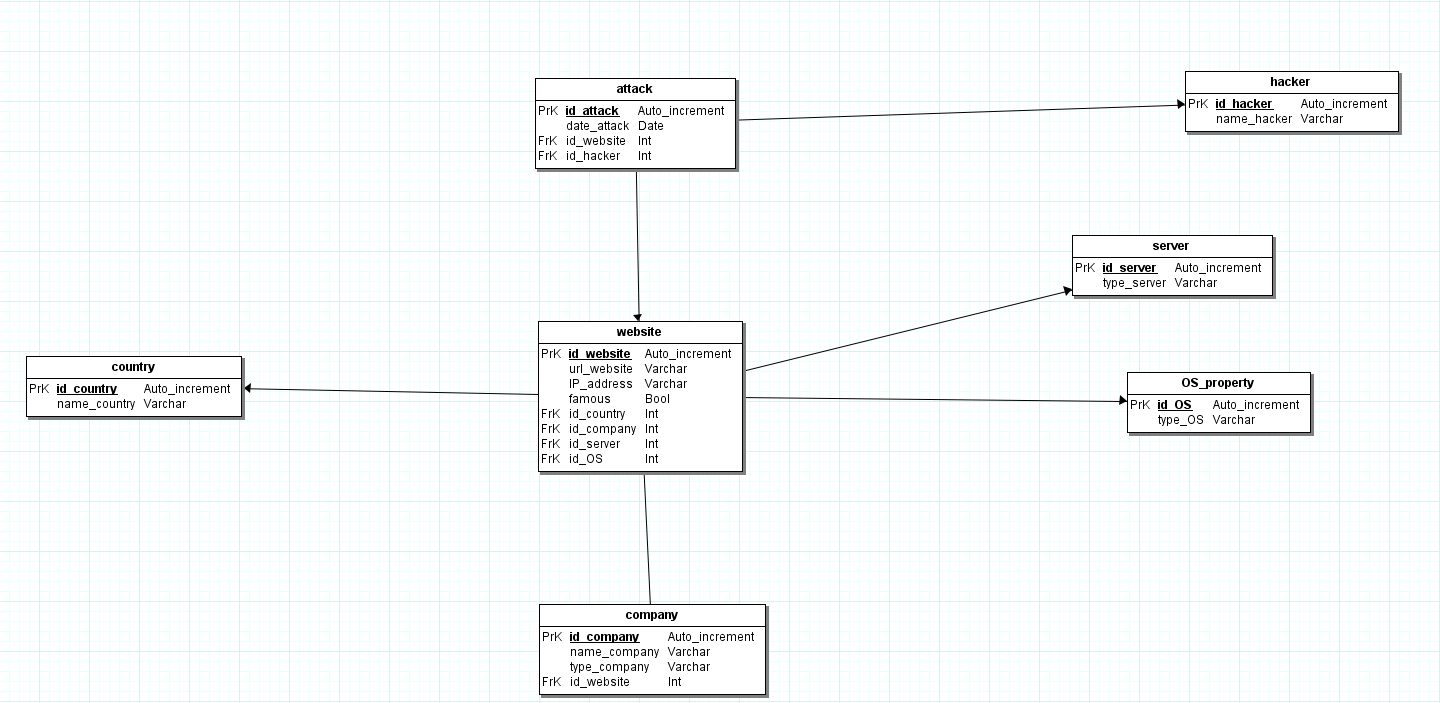 attack
PrK id_attack Auto_increment
date_attack Date
FrK id_website Int
FrK id_hacker Int
hacker
PrK id_hacker Auto_increment
name_hacker Varchar
server
PrK id_server Auto_increment
type_server Varchar
website
PrK id_website Auto_increment
url_website Varchar
IP_address Varchar
famous Bool
FrK id_country Int
FrK id_company Int
FrK id_server Int
FrK id_OS Int
country
PrK id_country Auto_increment
name_country Varchar
OS_property
PrK id_OS Auto_increment
type_OS Varchar
company
PrK id_company Auto_increment
name_company Varchar
type_company Varchar
FrK id_website Int